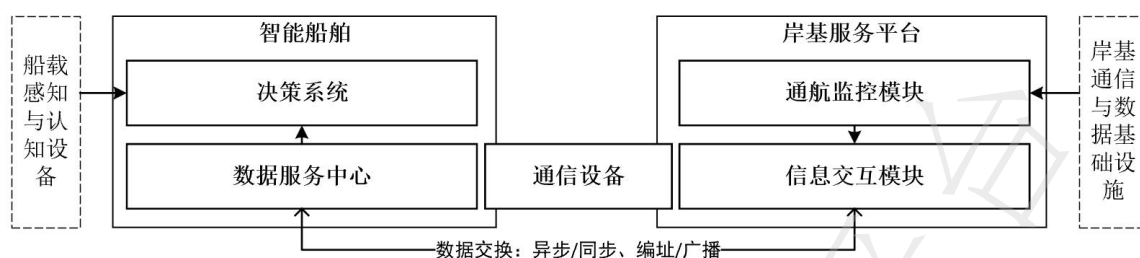 智能船舶
岸基服务平台
船载
感知
与认
知设
备
决策系统
通航监控模块
岸基
通信
与数
据基
础设
施
数据服务中心
通信设备
信息交互模块
数据交换：异步/同步、编址/广播